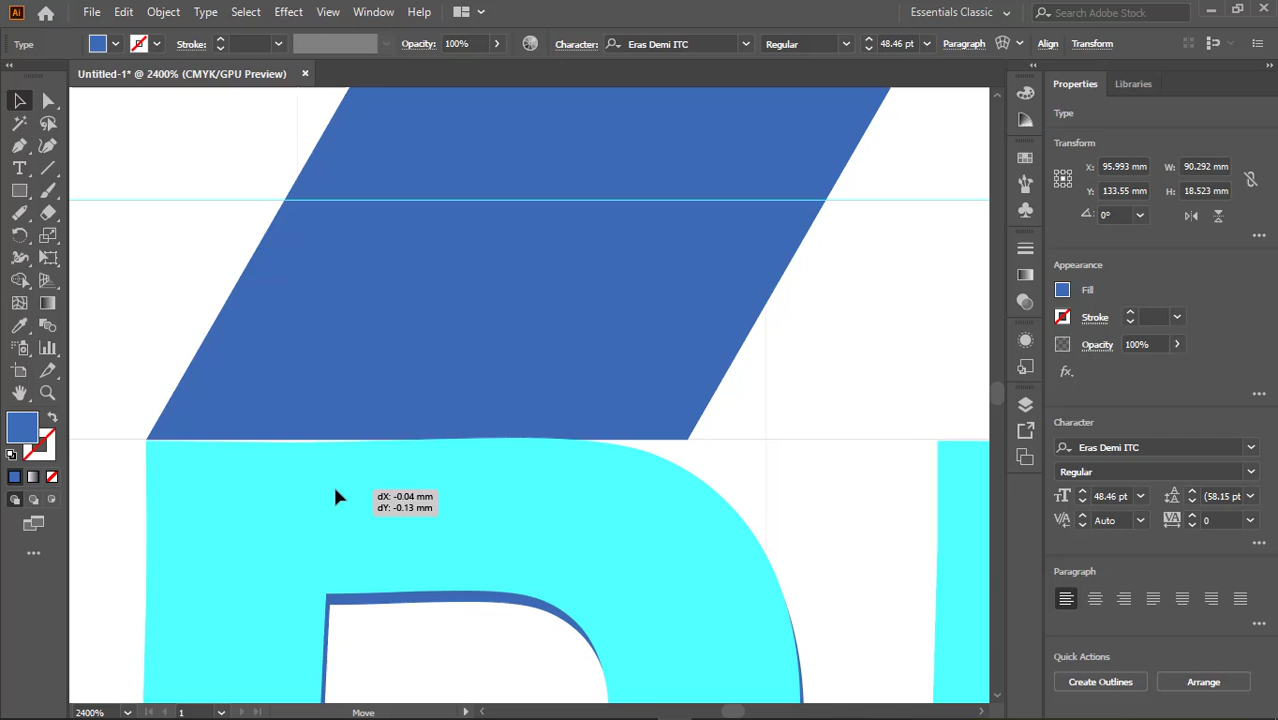 File Edit Object Type Select Effect View Window Help Essentials Classic Search Adobe Stock
Type Stroke: Opacity: 100% Character: Eras Demi ITC Regular 48.46 pt Paragraph Align Transform
Untitled-1* @ 2400% (CMYK/GPU Preview) ×
Properties Libraries
Type
Transform
X: 95.993 mm W: 90.292 mm
Y: 133.55 mm H: 18.523 mm
0°
Appearance
Fill
Stroke
Opacity 100%
fx.
Character
Eras Demi ITC
Regular
48.46 pt (58.15 pt
Auto 0
Paragraph
Quick Actions
Create Outlines Arrange
dX: -0.04 mm
dY: -0.13 mm
2400% 1 Move